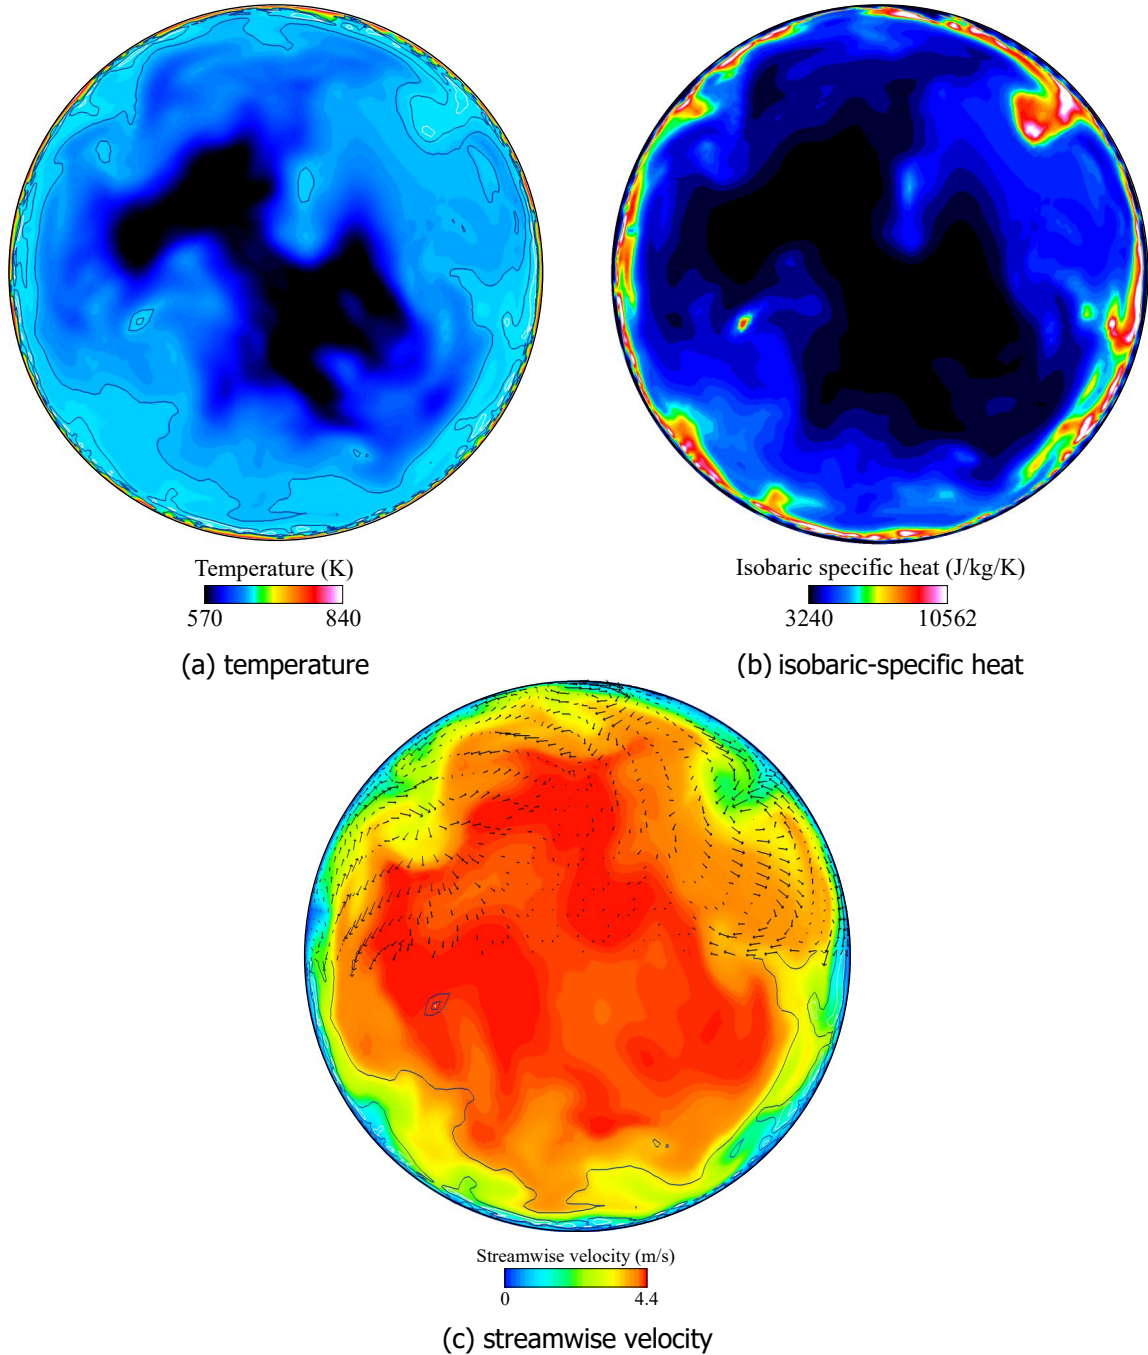 Temperature (K)
570 840
(a) temperature
Isobaric specific heat (J/kg/K)
3240 10562
(b) isobaric-specific heat
Streamwise velocity (m/s)
0 4.4
(c) streamwise velocity